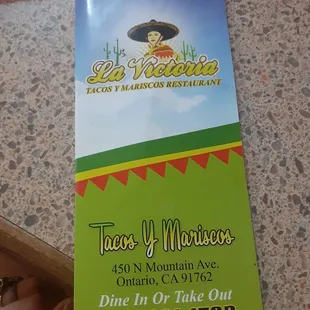 La Victoria
TACOS Y MARISCOS RESTAURANT
Tacos Y Mariscos
450 N Mountain Ave.
Ontario, CA 91762
Dine In Or Take Out